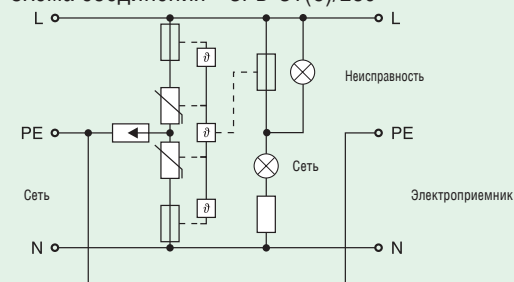 L L
ϑ
Неисправность
PE ϑ PE
Сеть
Сеть Электроприемник
ϑ
N N